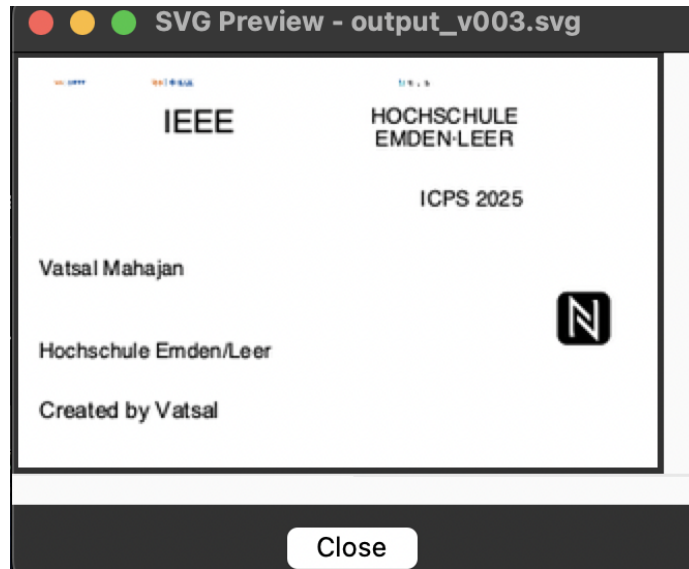 SVG Preview - output_v003.svg
IEEE
HOCHSCHULE
EMDEN·LEER
ICPS 2025
Vatsal Mahajan
Hochschule Emden/Leer
Created by Vatsal
Close